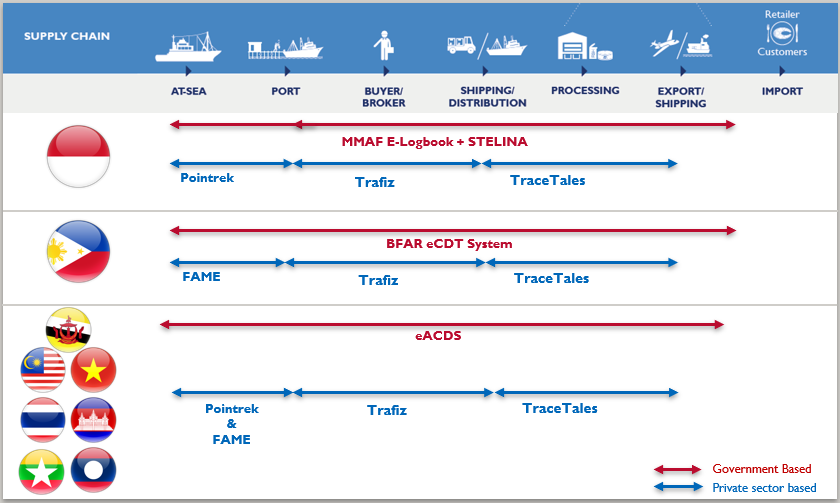 SUPPLY CHAIN
Retailer
Customers
AT-SEA
PORT
BUYER/
BROKER
SHIPPING/
DISTRIBUTION
PROCESSING
EXPORT/
SHIPPING
IMPORT
MMAF E-Logbook + STELINA
Pointrek
Trafiz
TraceTales
BFAR eCDT System
FAME
Trafiz
TraceTales
eACDS
Pointrek
&
FAME
Trafiz
TraceTales
Government Based
Private sector based